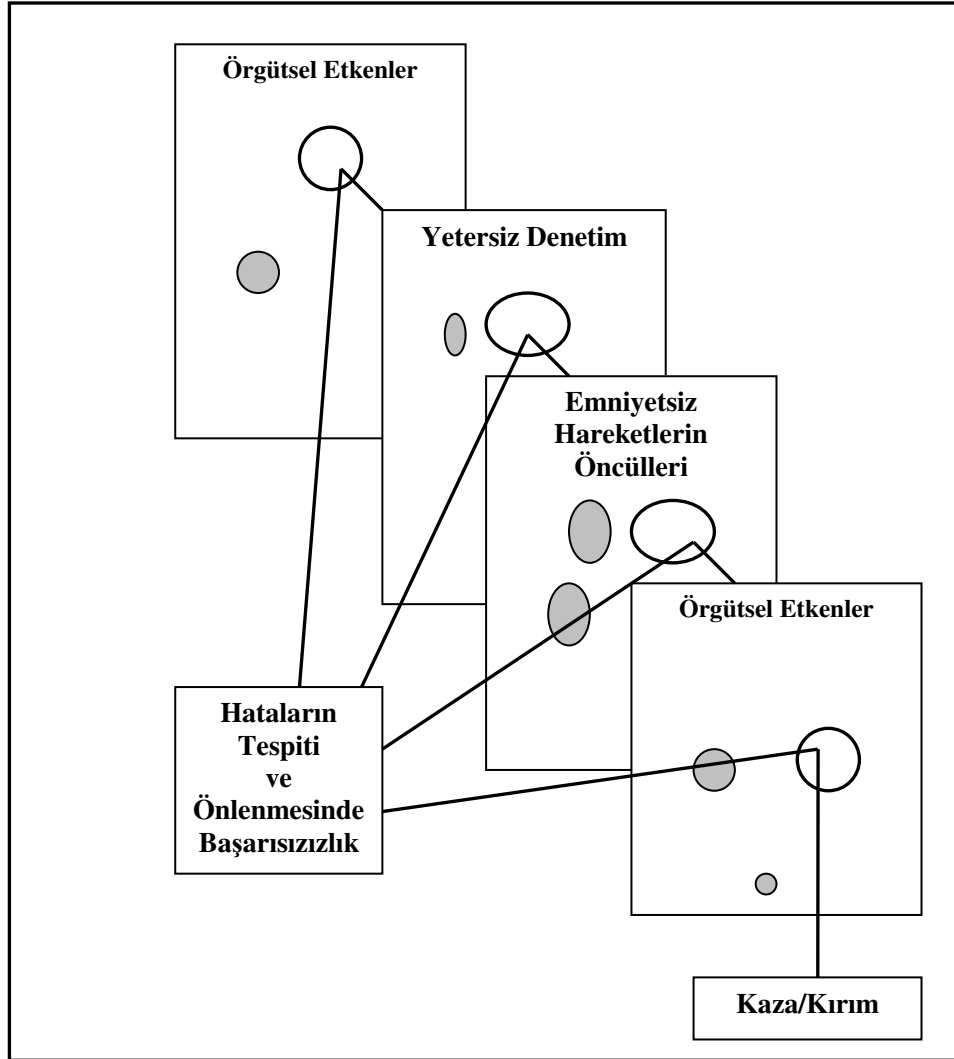 Örgütsel Etkenler
Yetersiz Denetim
Emniyetsiz
Hareketlerin
Öncülleri
Örgütsel Etkenler
Hataların
Tespiti
ve
Önlenmesinde
Başarısızızlık
Kaza/Kırım